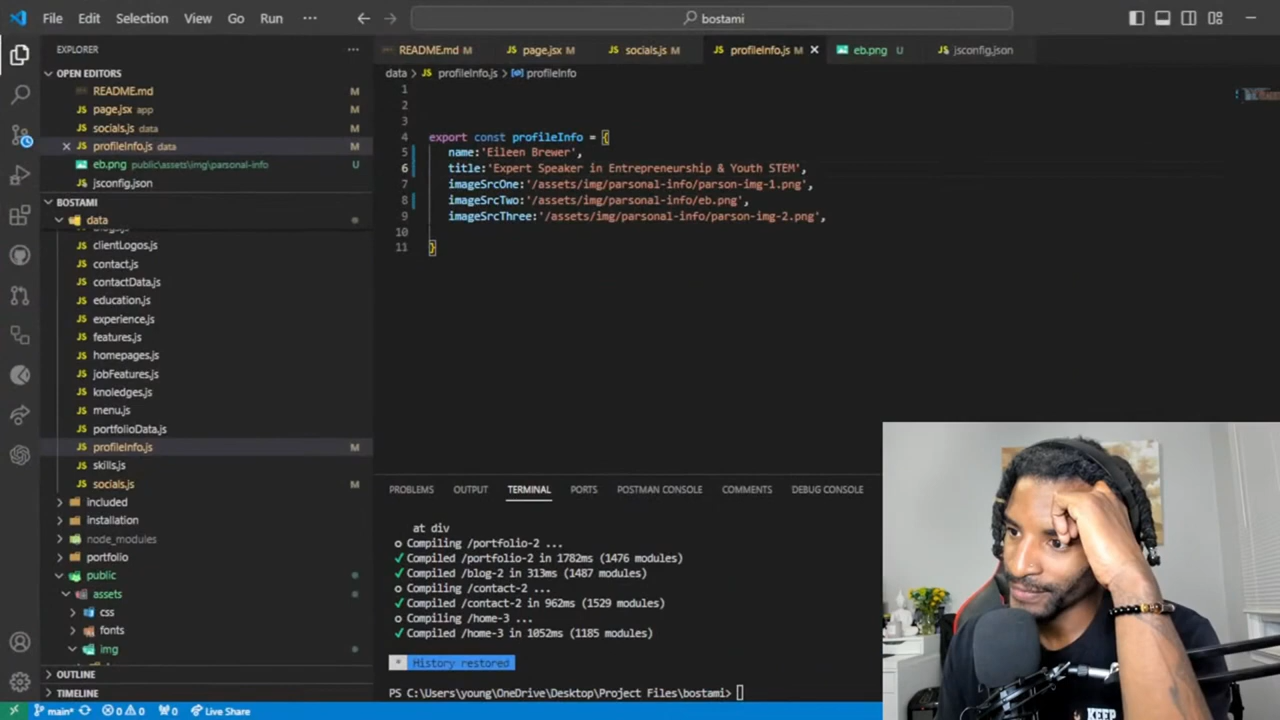 File Edit Selection View Go Run ··· bostami
EXPLORER ···
OPEN EDITORS
README.md M
page.jsx app M
socials.js data M
profileInfo.js data M
eb.png public\assets\img\parsonal-info U
jsconfig.json
BOSTAMI
data
clientLogos.js
contact.js
contactData.js
education.js
experience.js
features.js
homepages.js
jobFeatures.js
knoledges.js
menu.js
portfolioData.js
profileInfo.js M
skills.js
socials.js M
included
installation
node_modules
portfolio
public
assets
css
fonts
img
OUTLINE
TIMELINE
README.md M page.jsx M socials.js M profileInfo.js M eb.png U jsconfig.json
data > JS profileInfo.js > profileInfo
1
2
3
4 export const profileInfo = {
5 name:'Eileen Brewer',
6 title:'Expert Speaker in Entrepreneurship & Youth STEM',
7 imageSrcOne:'/assets/img/parsonal-info/parson-img-1.png',
8 imageSrcTwo:'/assets/img/parsonal-info/eb.png',
9 imageSrcThree:'/assets/img/parsonal-info/parson-img-2.png',
10
11 }
PROBLEMS OUTPUT TERMINAL PORTS POSTMAN CONSOLE COMMENTS DEBUG CONSOLE
at div
○ Compiling /portfolio-2 ...
✓ Compiled /portfolio-2 in 1782ms (1476 modules)
✓ Compiled /blog-2 in 313ms (1487 modules)
○ Compiling /contact-2 ...
✓ Compiled /contact-2 in 962ms (1529 modules)
○ Compiling /home-3 ...
✓ Compiled /home-3 in 1052ms (1185 modules)
* History restored
PS C:\Users\young\OneDrive\Desktop\Project Files\bostami>
main* 0 0 0 Live Share
KEEP